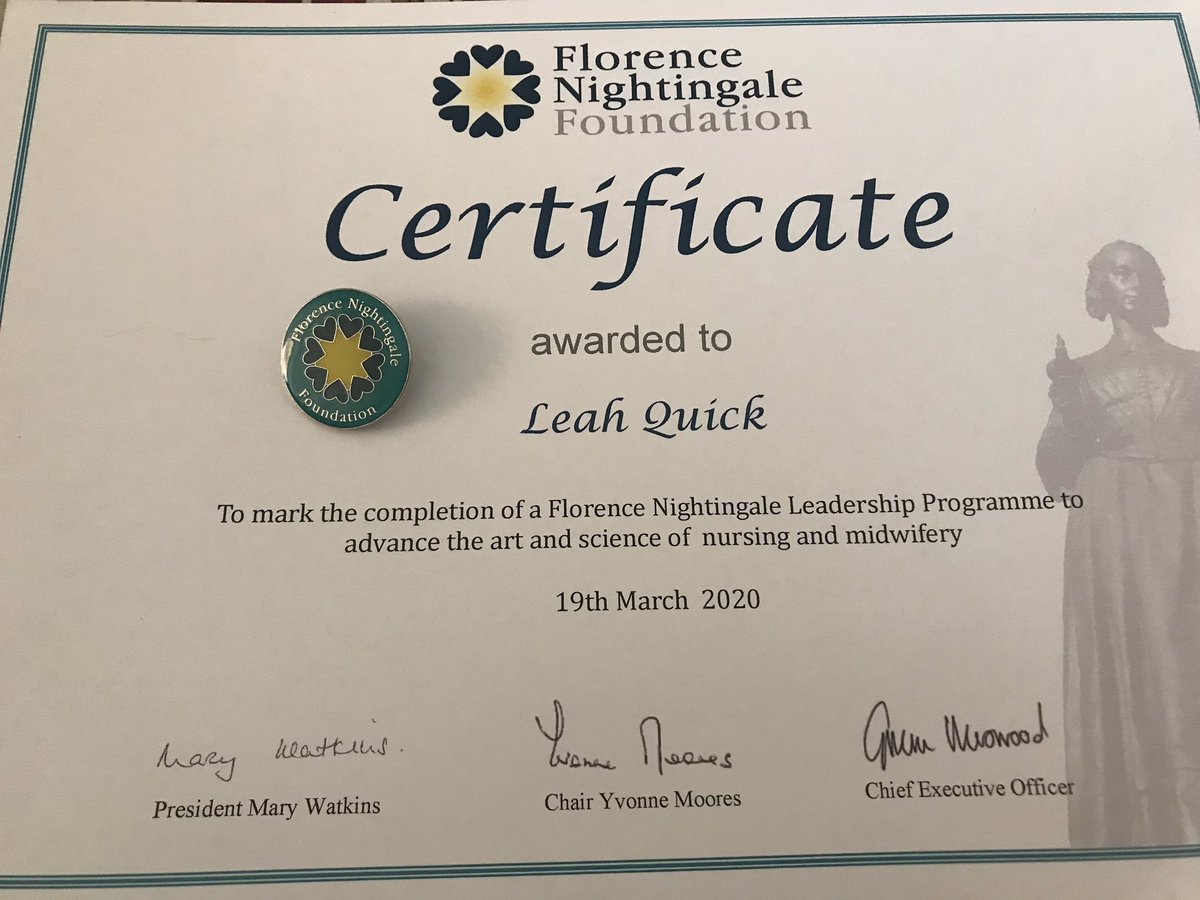 Florence
Nightingale
Foundation
Certificate
Florence Nightingale
Foundation
awarded to
Leah Quick
To mark the completion of a Florence Nightingale Leadership Programme to
advance the art and science of nursing and midwifery
19th March 2020
Mary Watkins.
Yvonne Moores
President Mary Watkins
Chair Yvonne Moores
Chief Executive Officer